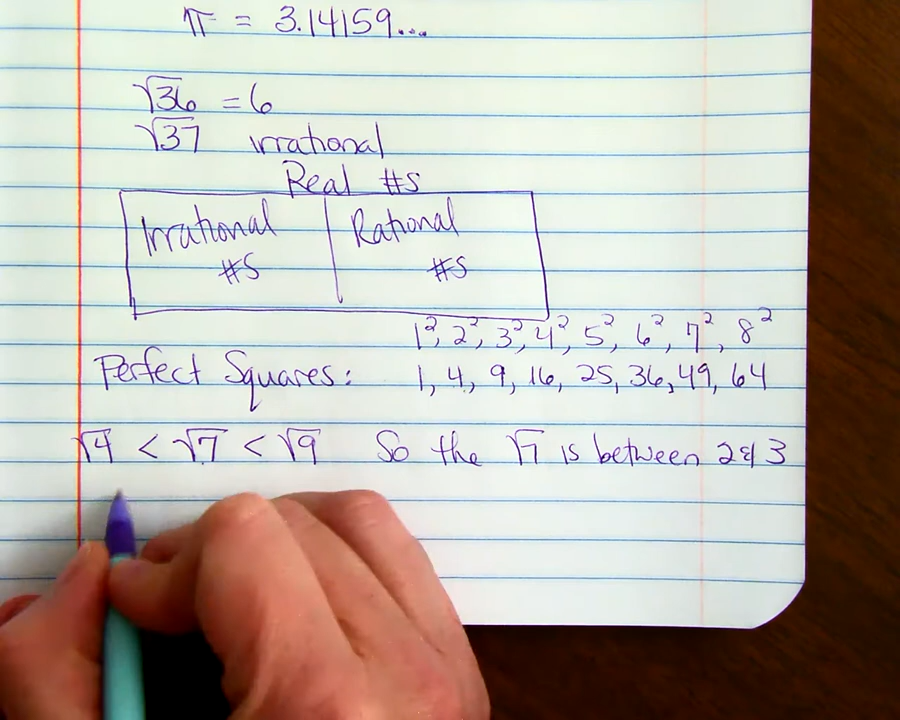 π = 3.14159...
√36 = 6
√37 irrational
Real #s
Irrational #s
Rational #s
1², 2², 3², 4², 5², 6², 7², 8²
Perfect Squares: 1, 4, 9, 16, 25, 36, 49, 64
√4 < √7 < √9 So the √7 is between 2 & 3